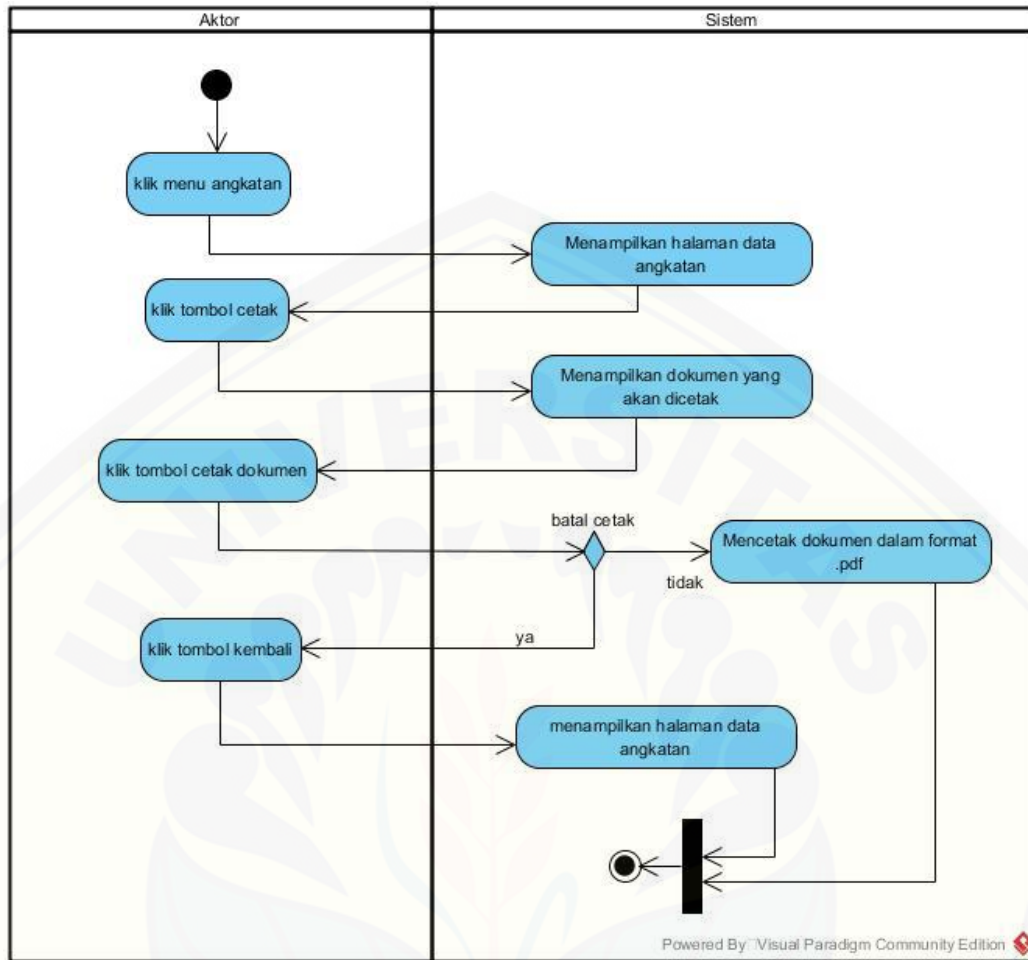 Aktor
Sistem
klik menu angkatan
Menampilkan halaman data
angkatan
klik tombol cetak
Menampilkan dokumen yang
akan dicetak
klik tombol cetak dokumen
batal cetak
Mencetak dokumen dalam format
.pdf
tidak
ya
klik tombol kembali
menampilkan halaman data
angkatan
UNIVERSITAS
Powered By Visual Paradigm Community Edition